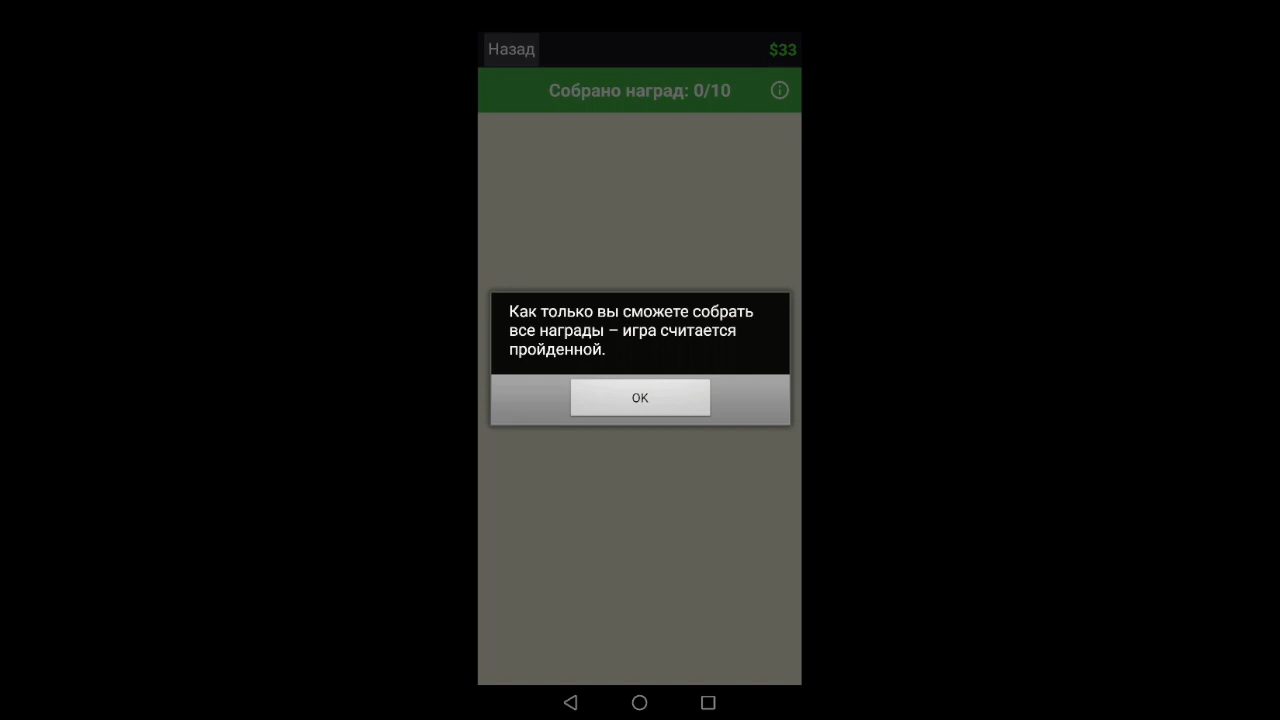 Назад
$33
Собрано наград: 0/10
Как только вы сможете собрать
все награды – игра считается
пройденной.
OK